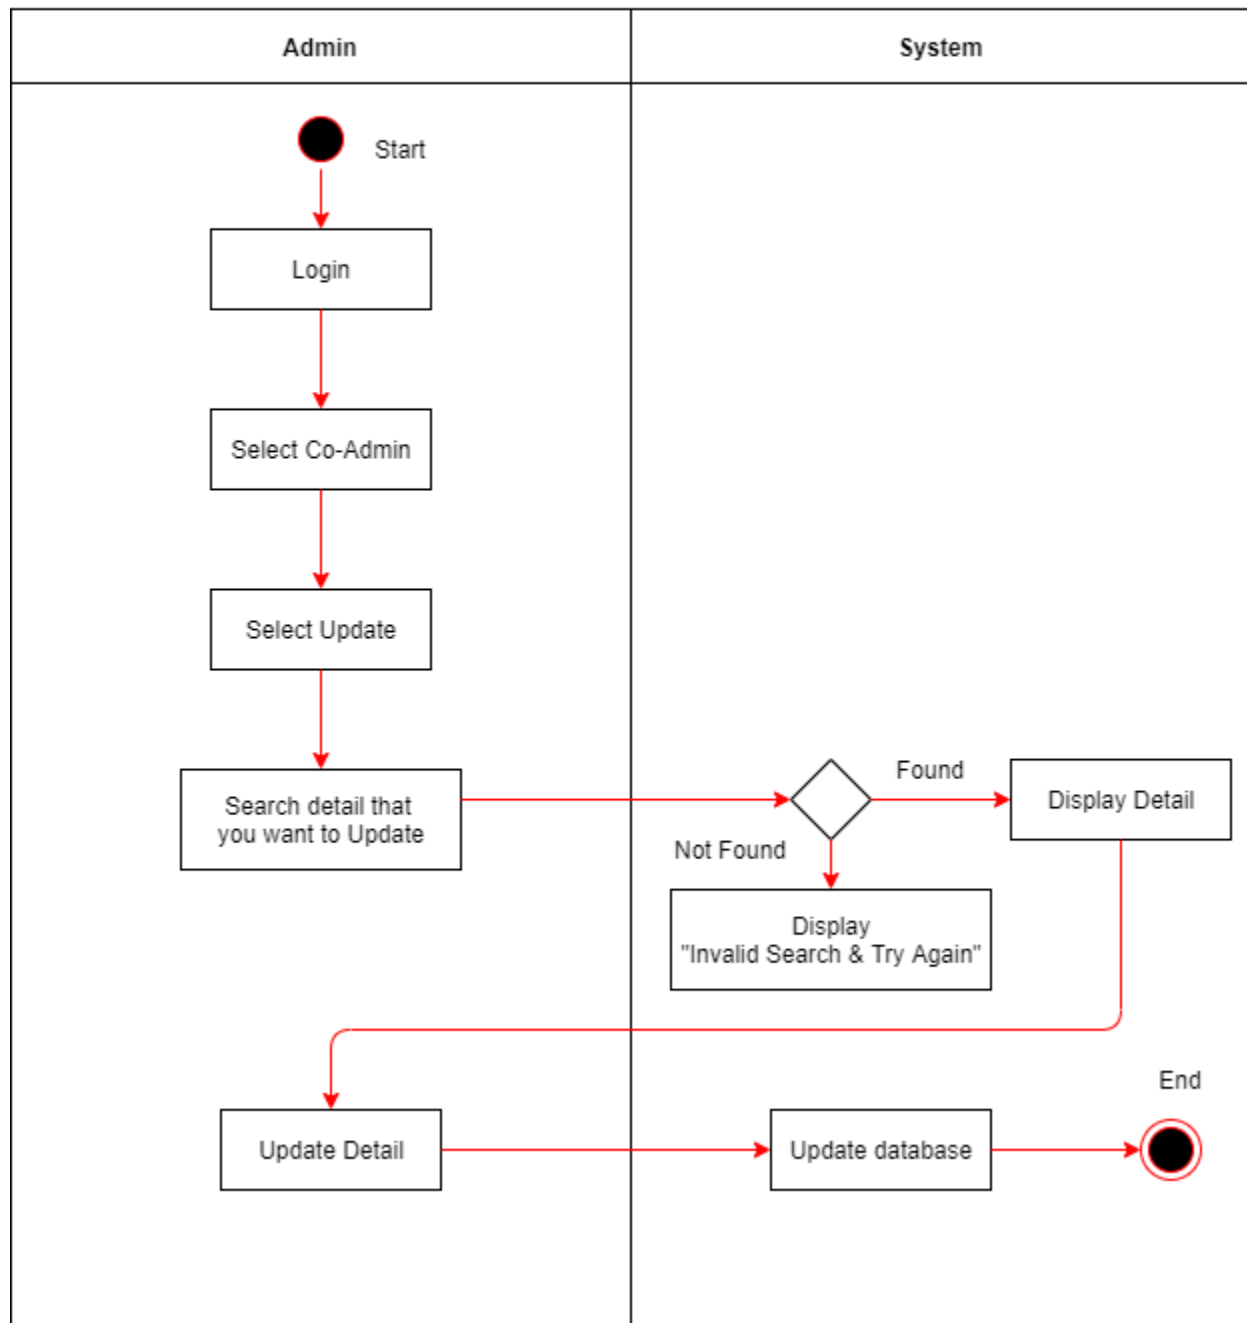 Admin
System
Start
Login
Select Co-Admin
Select Update
Search detail that
you want to Update
Found
Display Detail
Not Found
Display
"Invalid Search & Try Again"
End
Update Detail
Update database